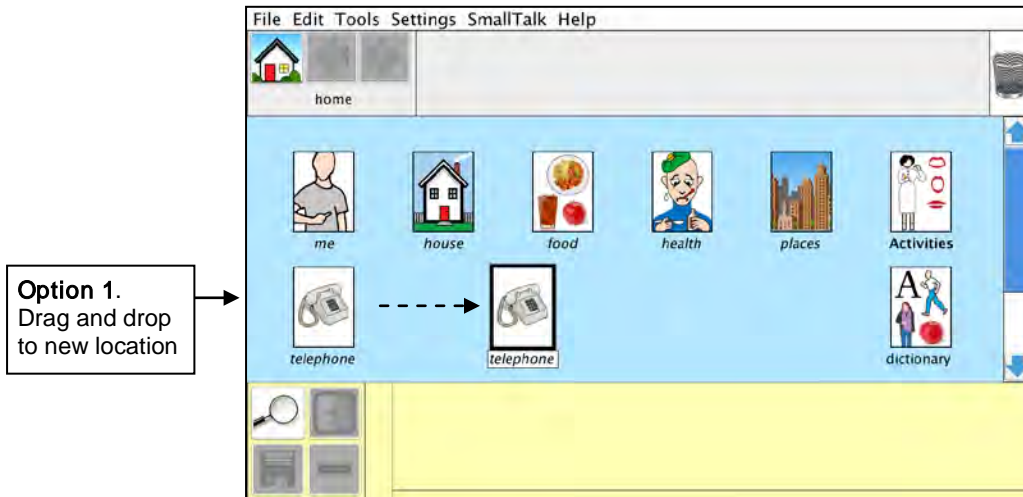 File Edit Tools Settings SmallTalk Help
home
me house food health places Activities
Option 1.
Drag and drop
to new location
telephone telephone dictionary